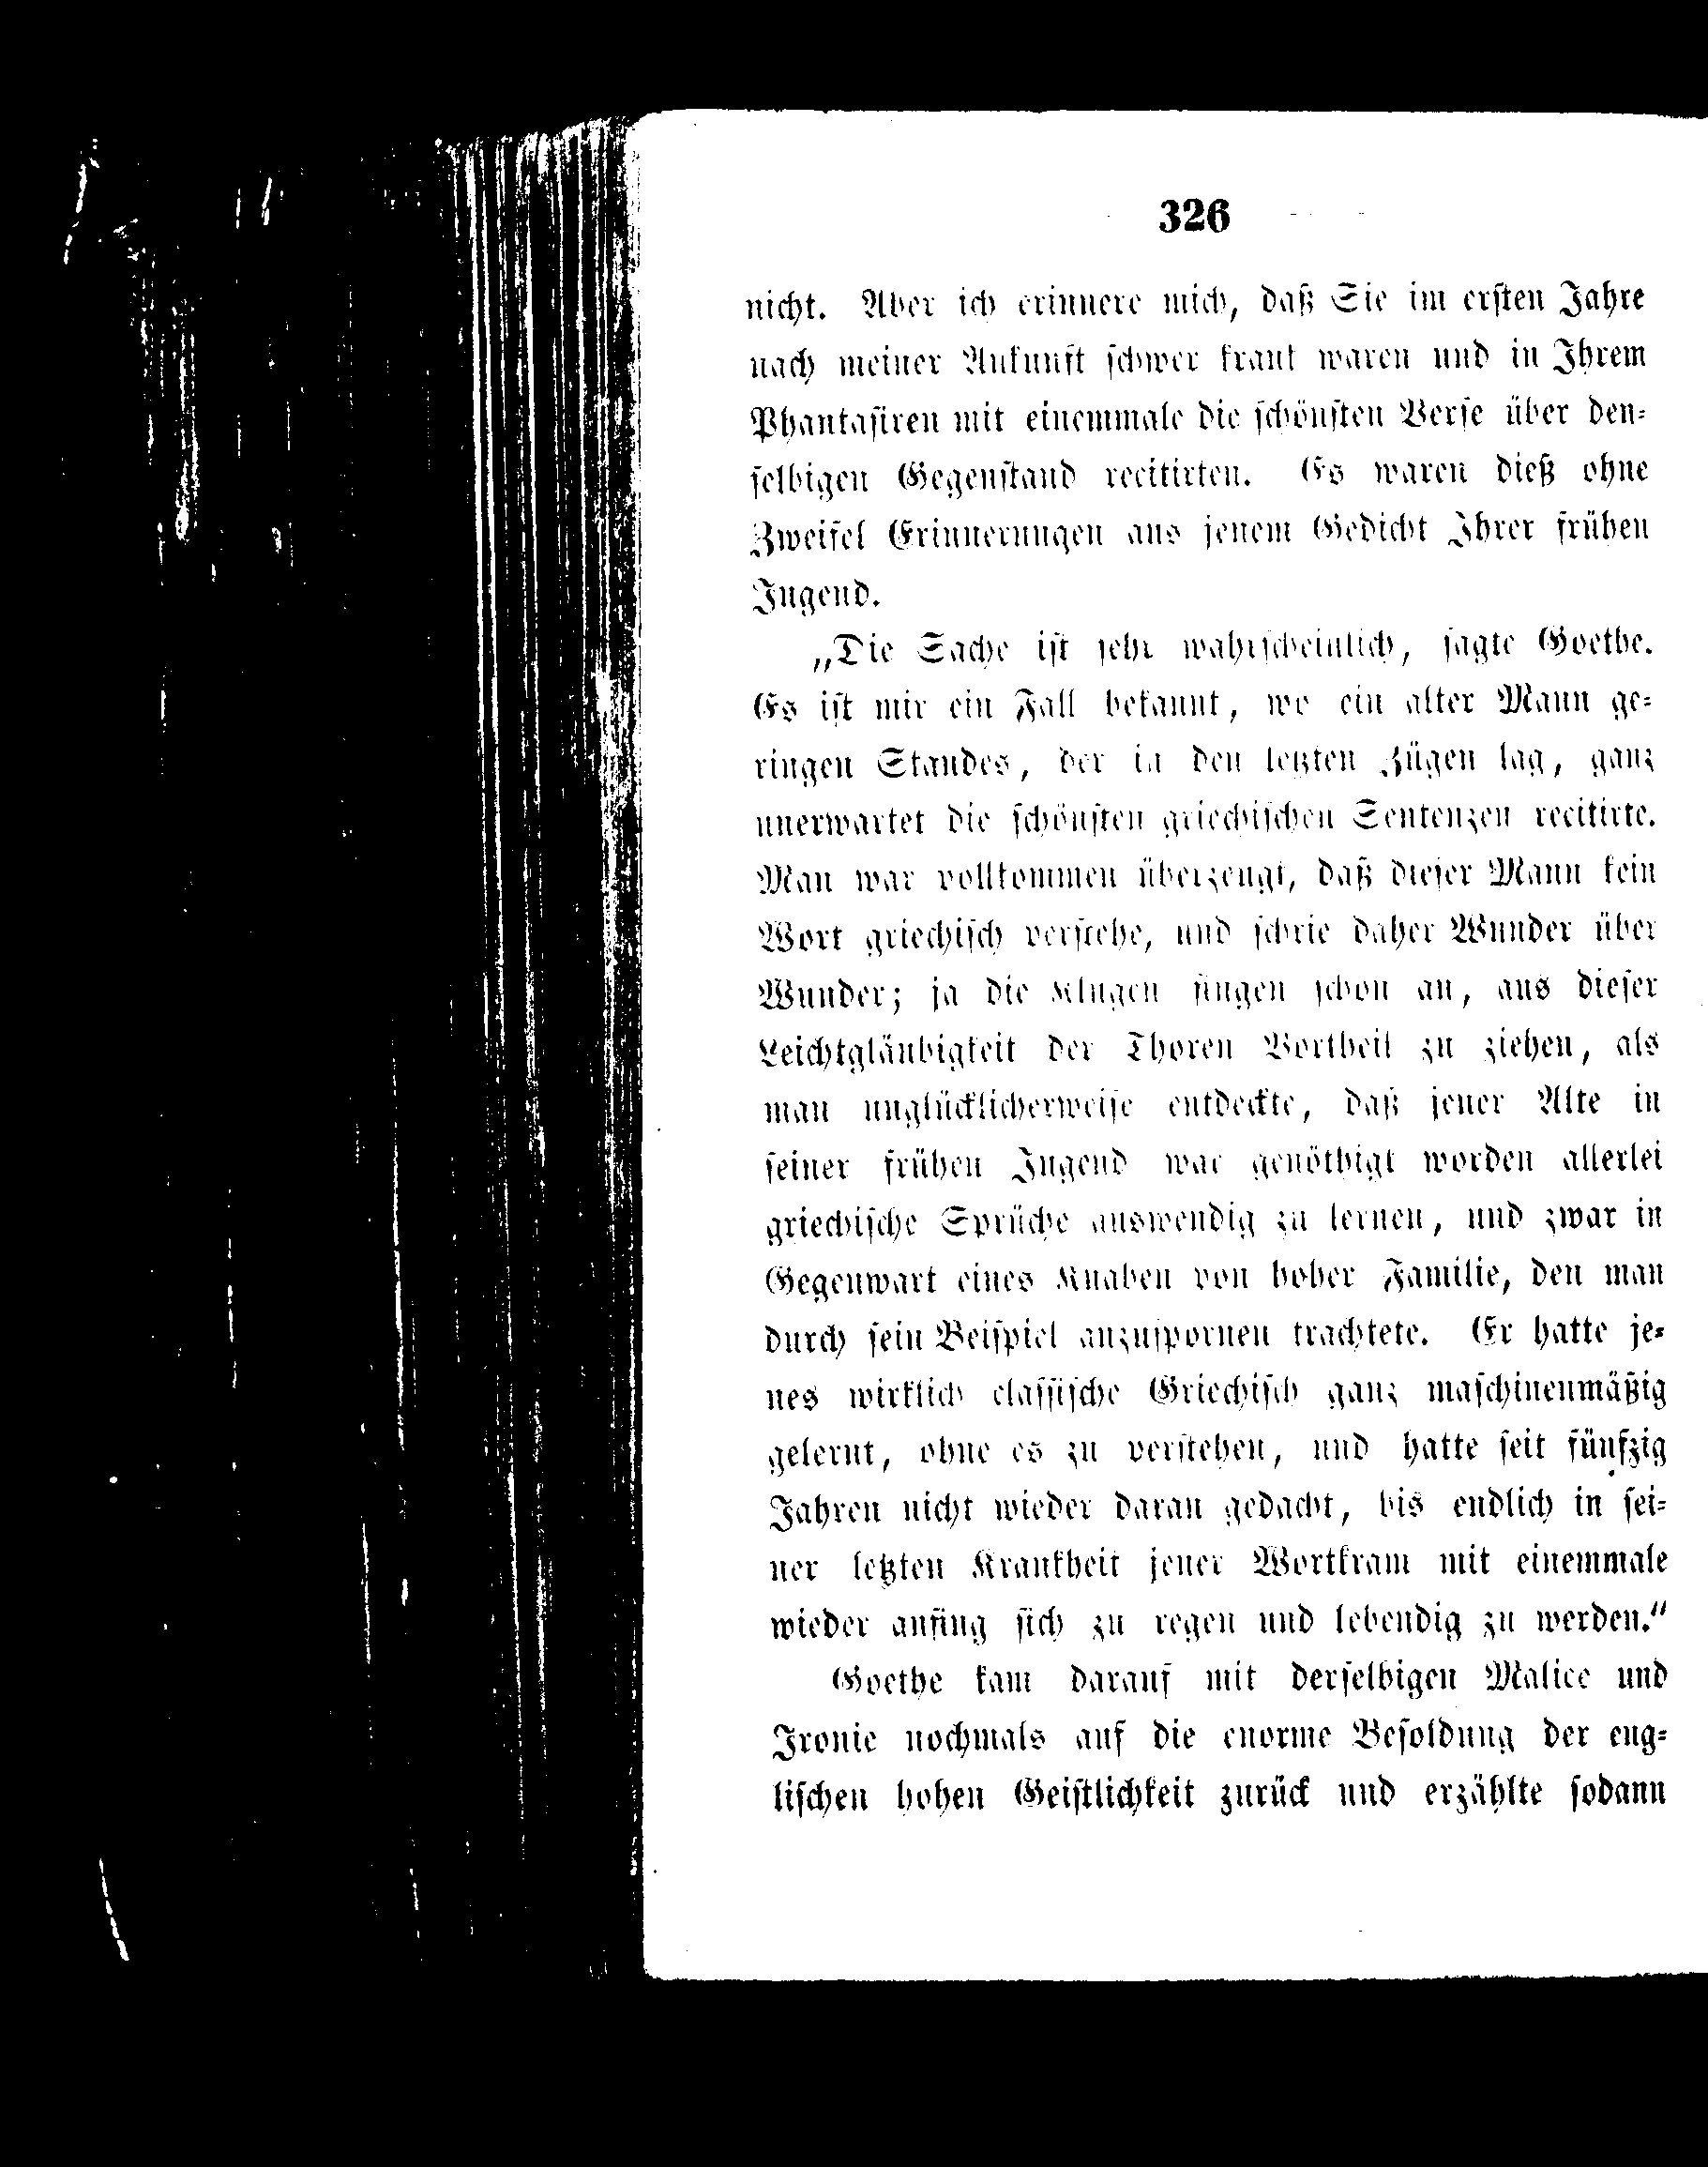 326
nicht. Aber ich erinnere mich, daß Sie im erſten Jahre
nach meiner Ankunft ſchwer krank waren und in Ihrem
Phantaſiren mit einemmale die ſchönſten Verſe über den-
ſelbigen Gegenſtand recitirten. Es waren dieß ohne
Zweifel Erinnerungen aus jenem Gedicht Ihrer frühen
Jugend.
„Die Sache iſt ſehr wahrſcheinlich, ſagte Goethe.
Es iſt mir ein Fall bekannt, wo ein alter Mann ge-
ringen Standes, der in den letzten Zügen lag, ganz
unerwartet die ſchönſten griechiſchen Sentenzen recitirte.
Man war vollkommen überzeugt, daß dieſer Mann kein
Wort griechiſch verſtehe, und ſchrie daher Wunder über
Wunder; ja die Klugen fingen ſchon an, aus dieſer
Leichtgläubigkeit der Thoren Vortheil zu ziehen, als
man unglücklicherweiſe entdeckte, daß jener Alte in
ſeiner frühen Jugend war genöthigt worden allerlei
griechiſche Sprüche auswendig zu lernen, und zwar in
Gegenwart eines Knaben von hoher Familie, den man
durch ſein Beiſpiel anzuſpornen trachtete. Er hatte je-
nes wirklich claſſiſche Griechiſch ganz maſchinenmäßig
gelernt, ohne es zu verſtehen, und hatte ſeit fünfzig
Jahren nicht wieder daran gedacht, bis endlich in ſei-
ner letzten Krankheit jener Wortkram mit einemmale
wieder anfing ſich zu regen und lebendig zu werden.“
Goethe kam darauf mit derſelbigen Malice und
Ironie nochmals auf die enorme Beſoldung der eng-
liſchen hohen Geiſtlichkeit zurück und erzählte ſodann